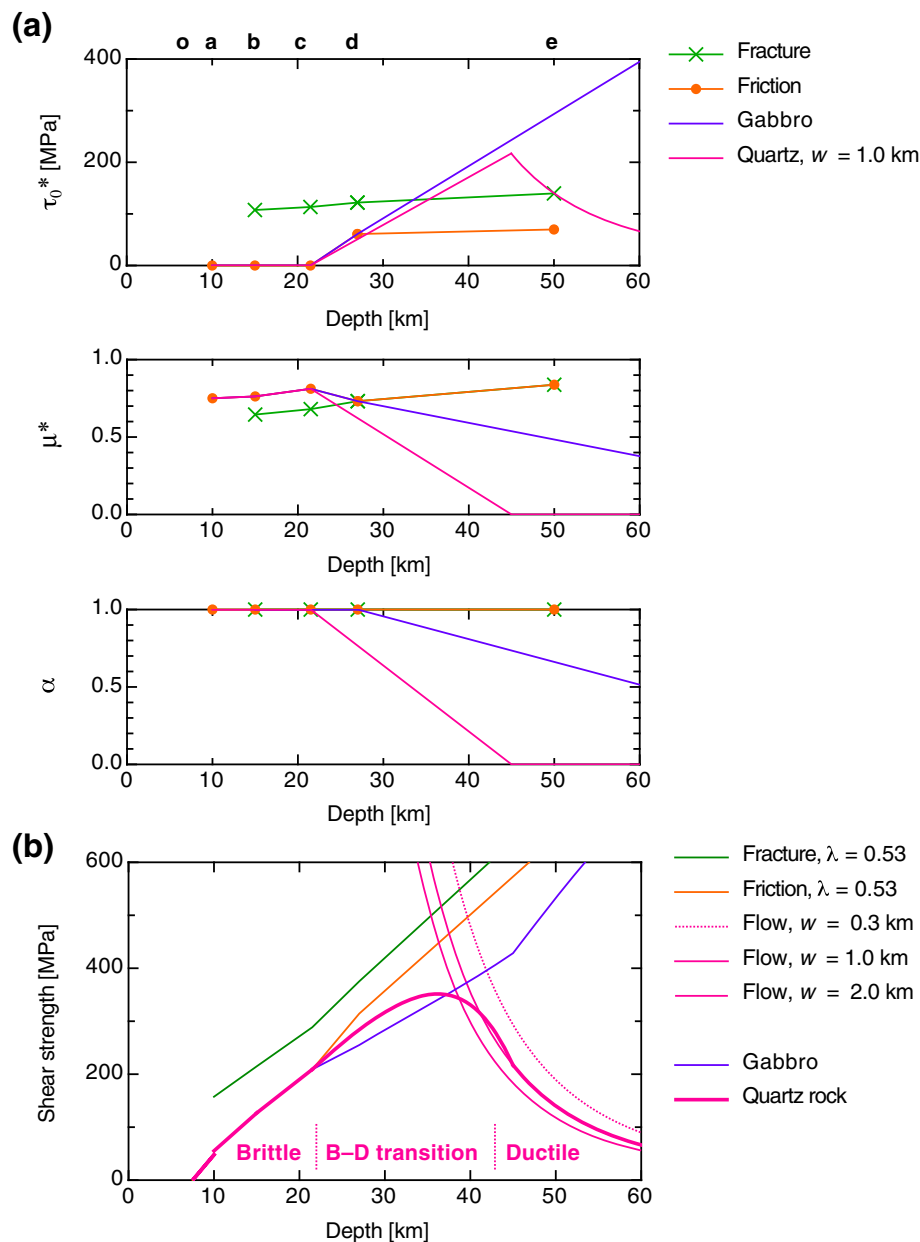 (a)
o a b c d e
400
200
0
τ₀* [MPa]
0 10 20 30 40 50 60
Depth [km]
Fracture
Friction
Gabbro
Quartz, w = 1.0 km
1.0
0.5
0.0
μ*
0 10 20 30 40 50 60
Depth [km]
1.0
0.5
0.0
α
0 10 20 30 40 50 60
Depth [km]
(b)
600
400
200
0
Shear strength [MPa]
Brittle B–D transition Ductile
0 10 20 30 40 50 60
Depth [km]
Fracture, λ = 0.53
Friction, λ = 0.53
Flow, w = 0.3 km
Flow, w = 1.0 km
Flow, w = 2.0 km
Gabbro
Quartz rock